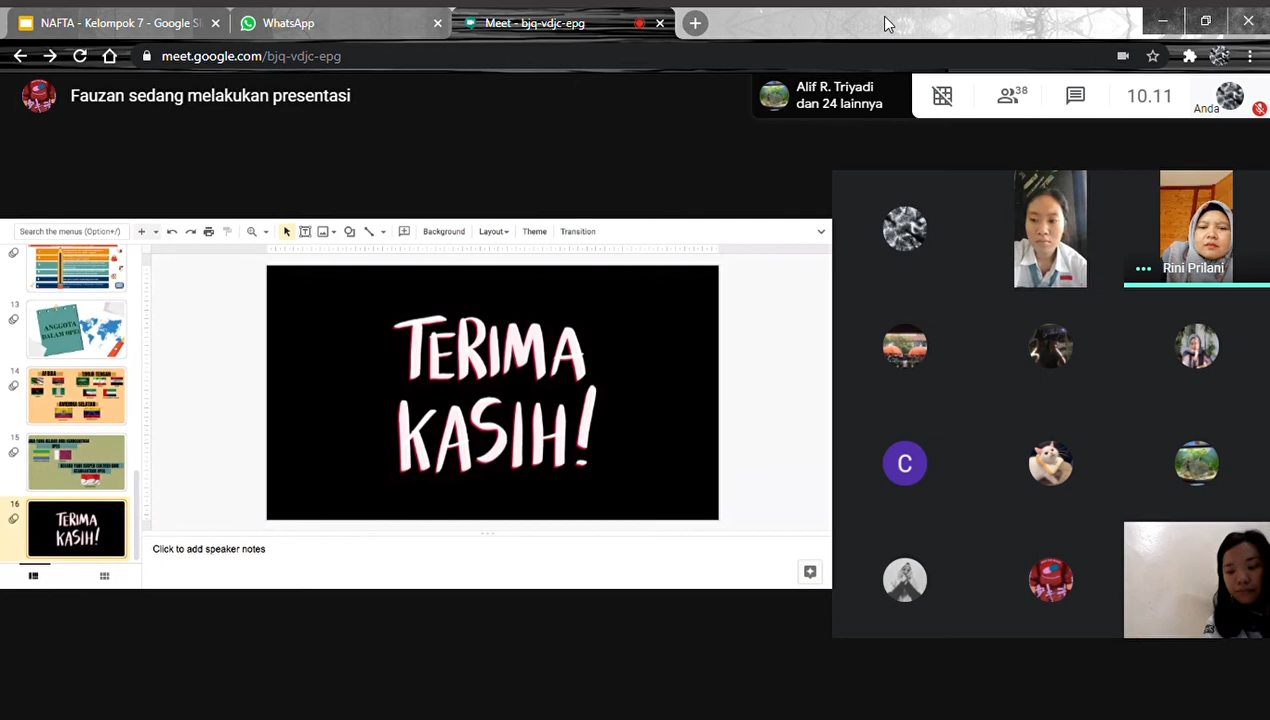 NAFTA - Kelompok 7 - Google Sl
WhatsApp
Meet - bjq-vdjc-epg
meet.google.com/bjq-vdjc-epg
Fauzan sedang melakukan presentasi
Alif R. Triyadi
dan 24 lainnya
38
10.11
Anda
Search the menus (Option+/)
Background
Layout
Theme
Transition
13
ANGGOTA
DALAM OPEC
14
AFRIKA
TIMUR TENGAH
AMERIKA SELATAN
15
OPEC
16
TERIMA
KASIH!
TERIMA
KASIH!
Click to add speaker notes
Rini Prilani
C